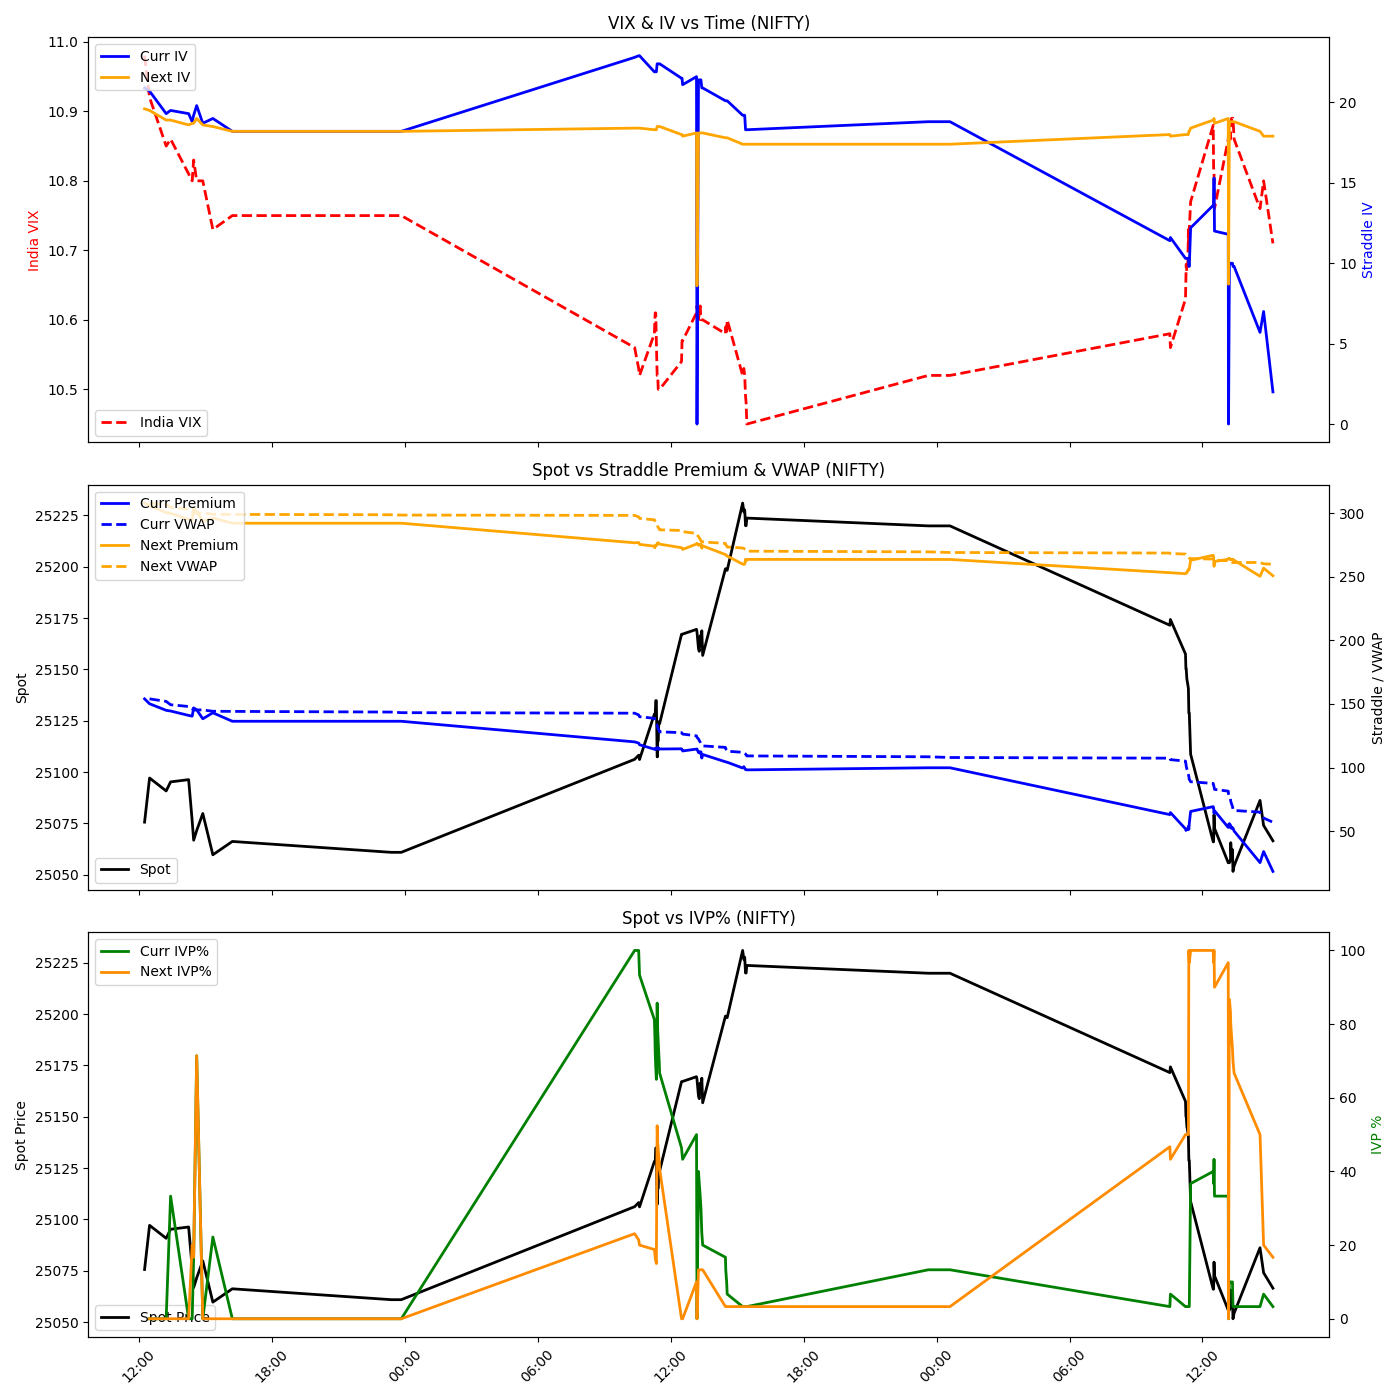 VIX & IV vs Time (NIFTY)
11.0
10.9
10.8
10.7
10.6
10.5
India VIX
Curr IV
Next IV
India VIX
20
15
10
5
0
Straddle IV
Spot vs Straddle Premium & VWAP (NIFTY)
25225
25200
25175
25150
25125
25100
25075
25050
Spot
Curr Premium
Curr VWAP
Next Premium
Next VWAP
Spot
300
250
200
150
100
50
Straddle / VWAP
Spot vs IVP% (NIFTY)
25225
25200
25175
25150
25125
25100
25075
25050
Spot Price
Curr IVP%
Next IVP%
Spot Price
100
80
60
40
20
0
IVP %
12:00
18:00
00:00
06:00
12:00
18:00
00:00
06:00
12:00